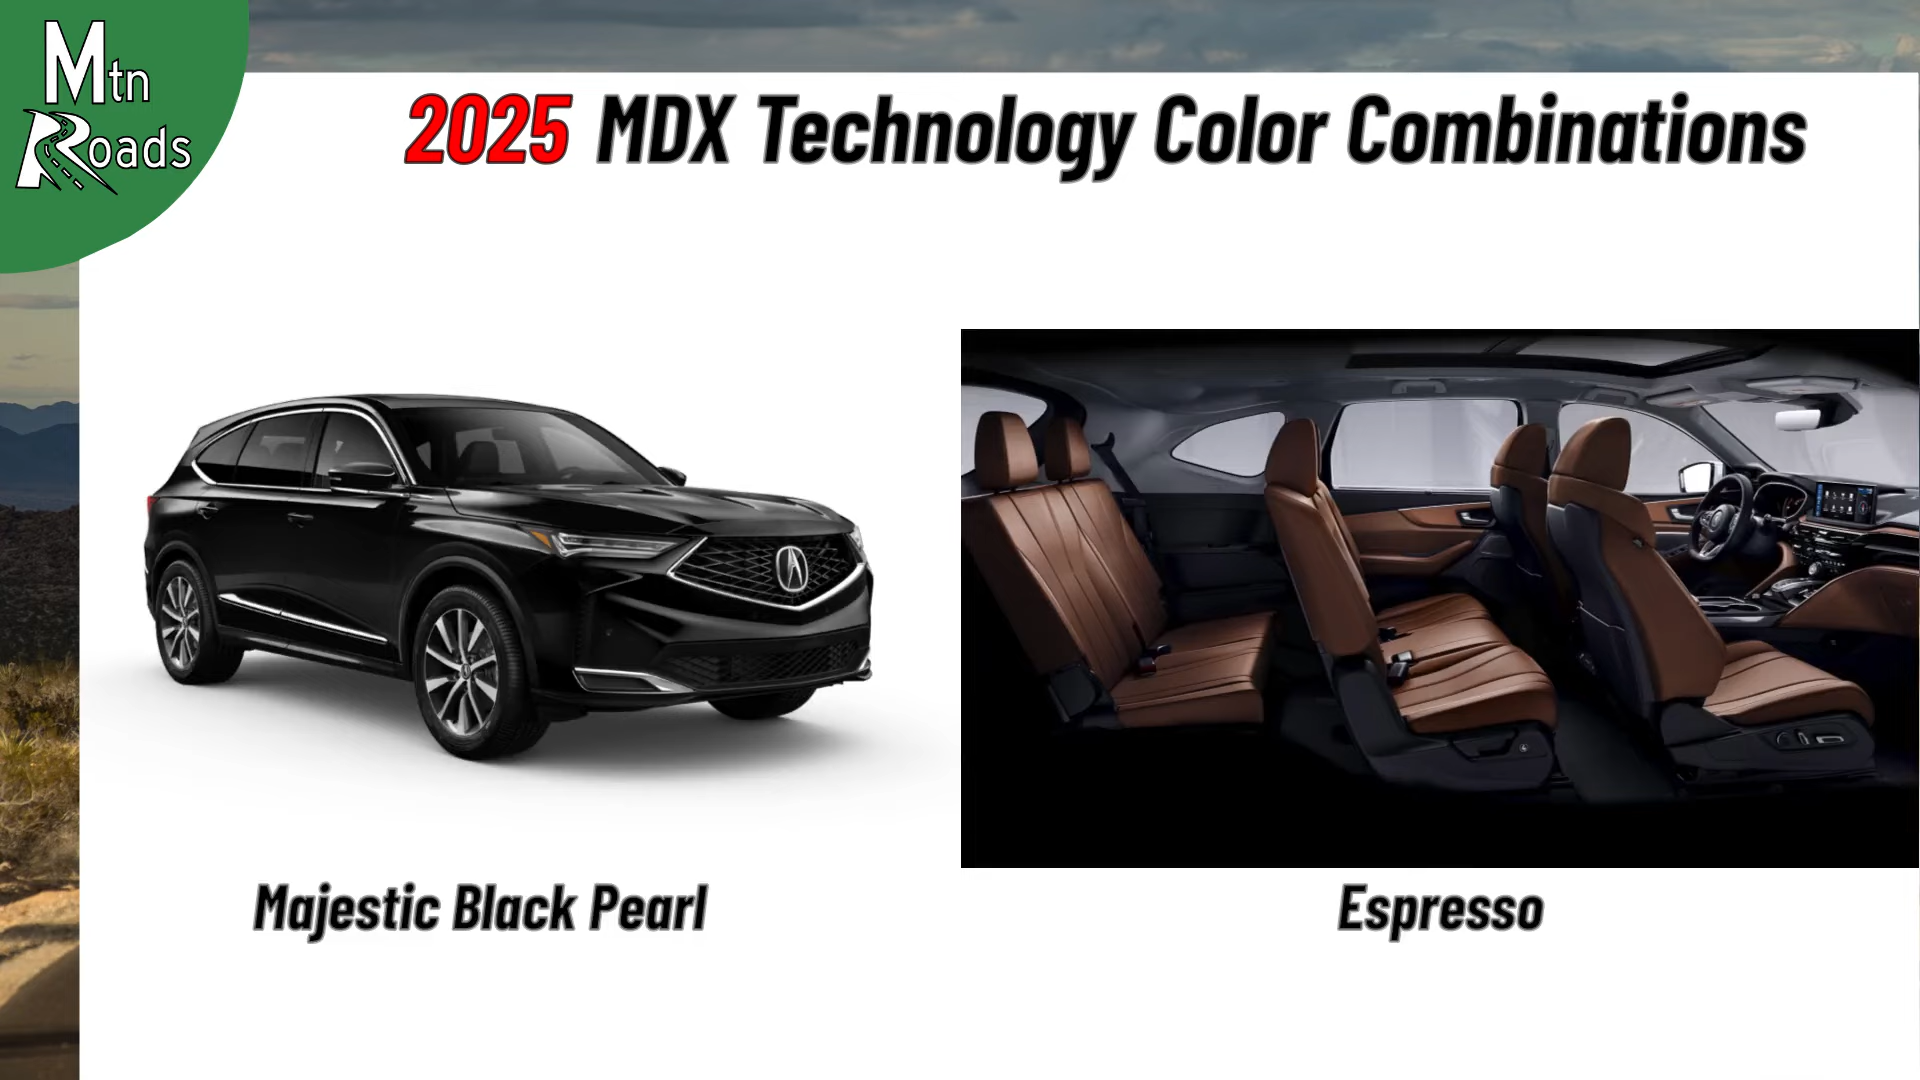 Mtn
Roads
2025 MDX Technology Color Combinations
Majestic Black Pearl
Espresso